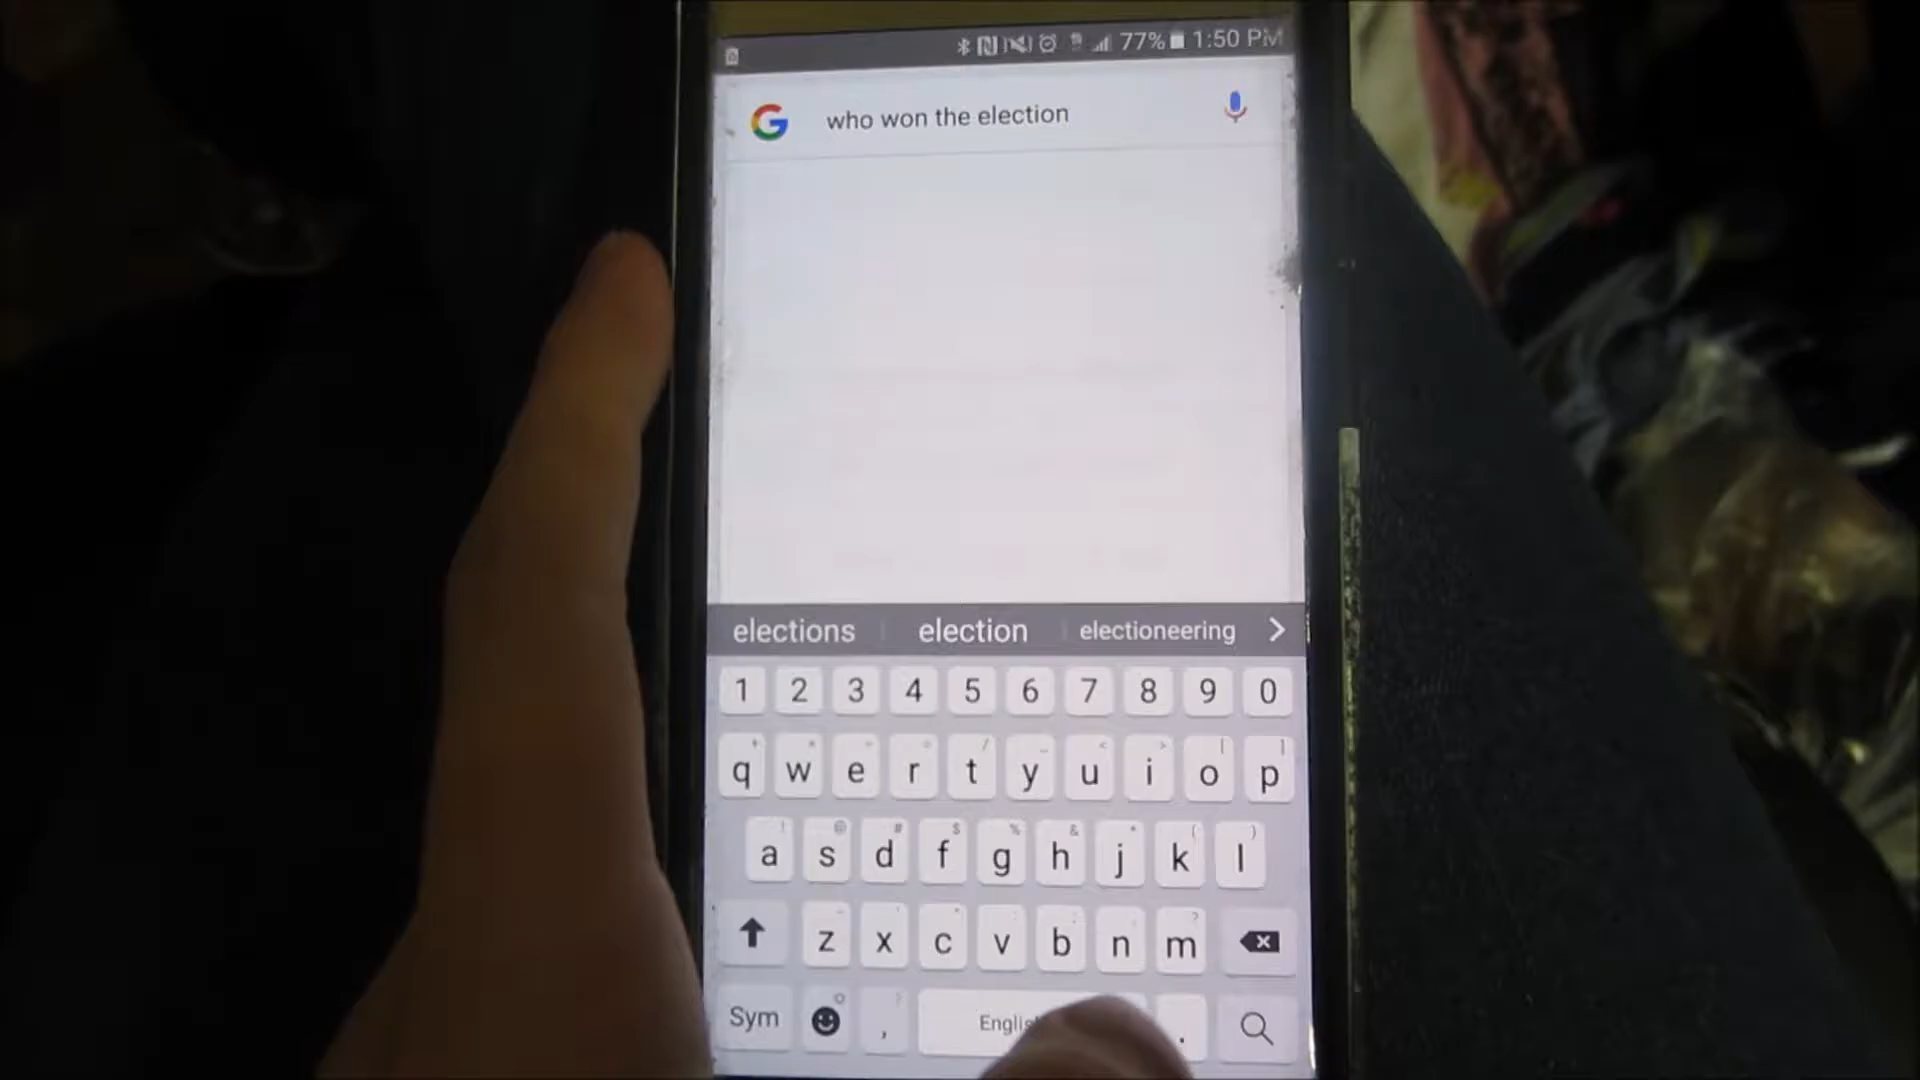 77% 1:50 PM
G who won the election
elections election electioneering >
1 2 3 4 5 6 7 8 9 0
q w e r t y u i o p
a s d f g h j k l
z x c v b n m
Sym , Englis .